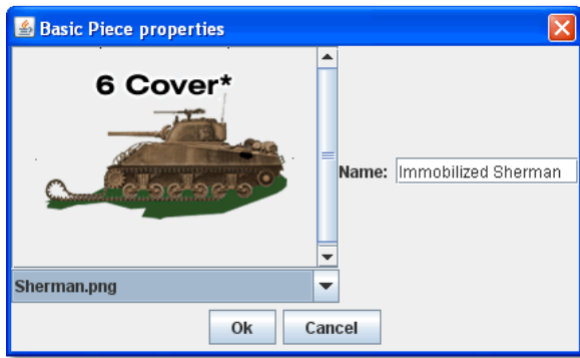 Basic Piece properties
6 Cover*
Name: Immobilized Sherman
Sherman.png
Ok Cancel